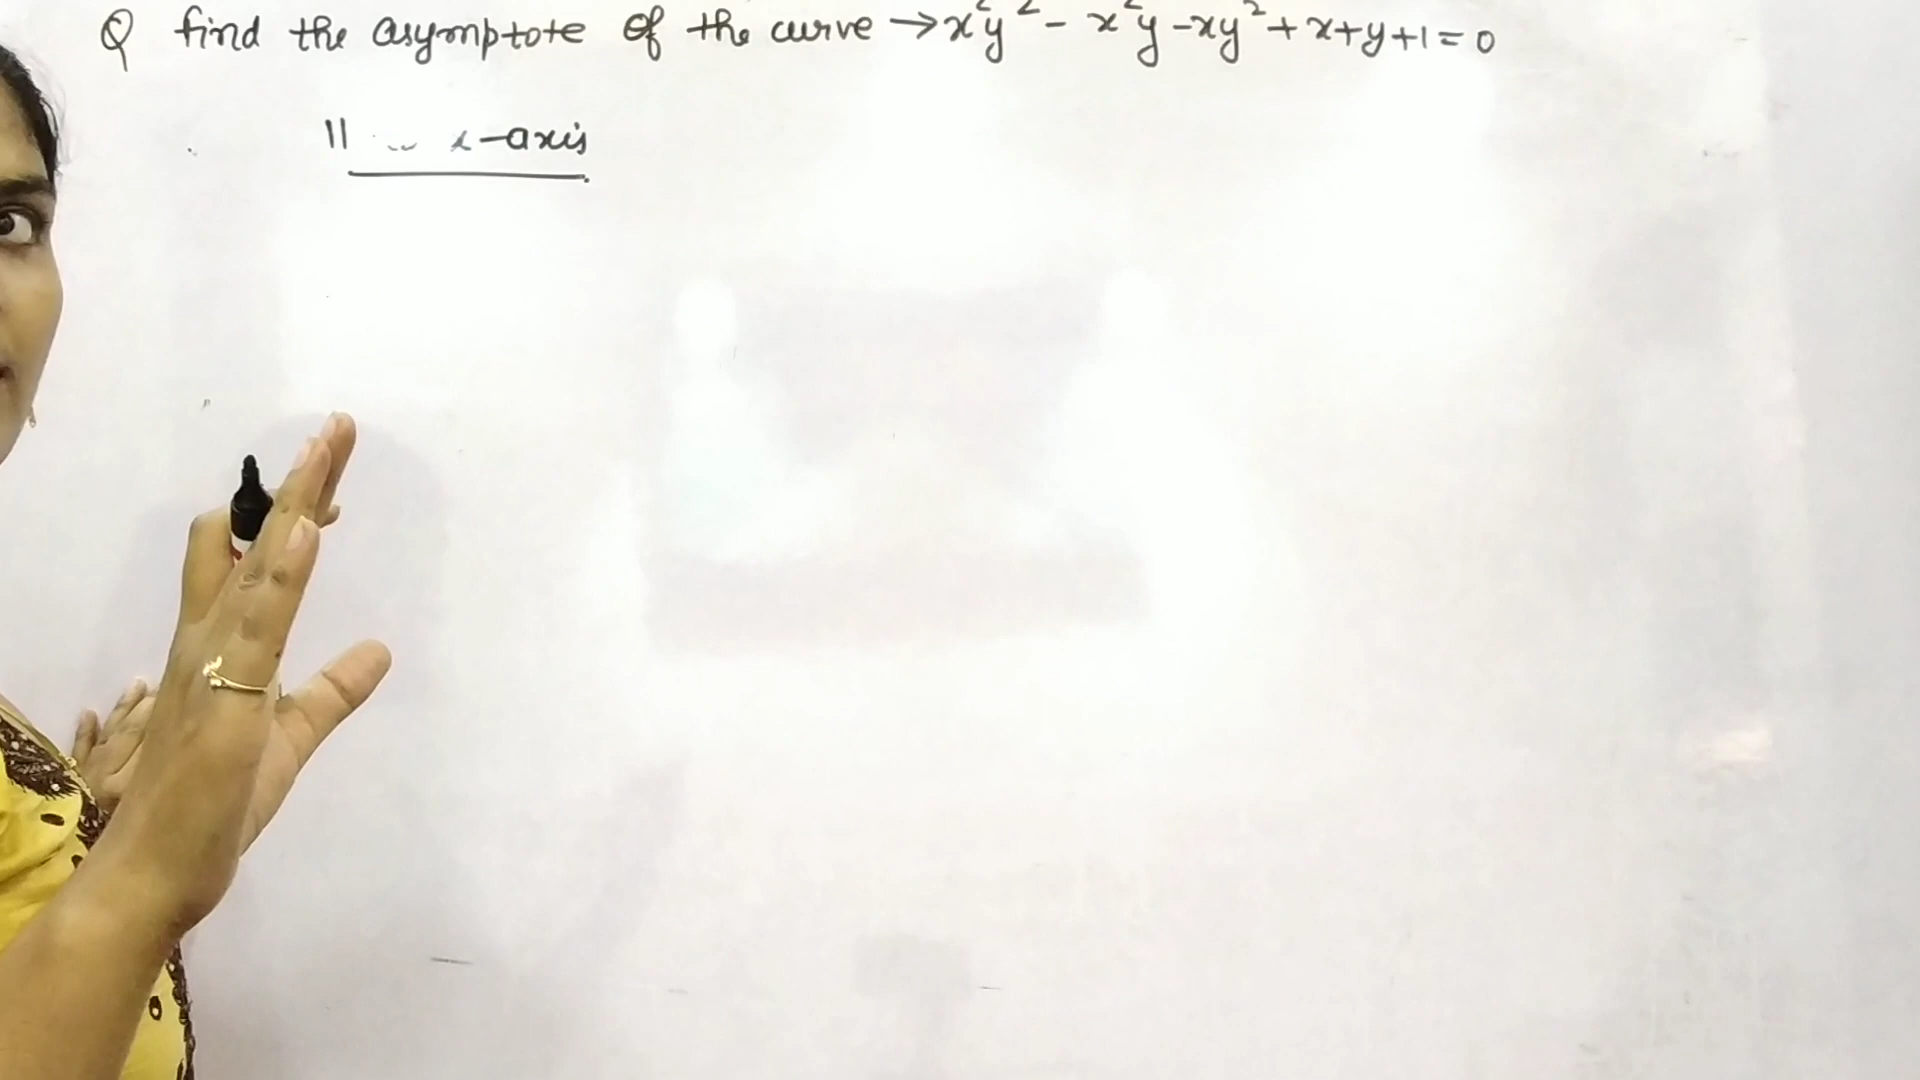 Q find the asymptote of the curve → x²y² - x²y - xy² + x + y + 1 = 0
|| x-axis